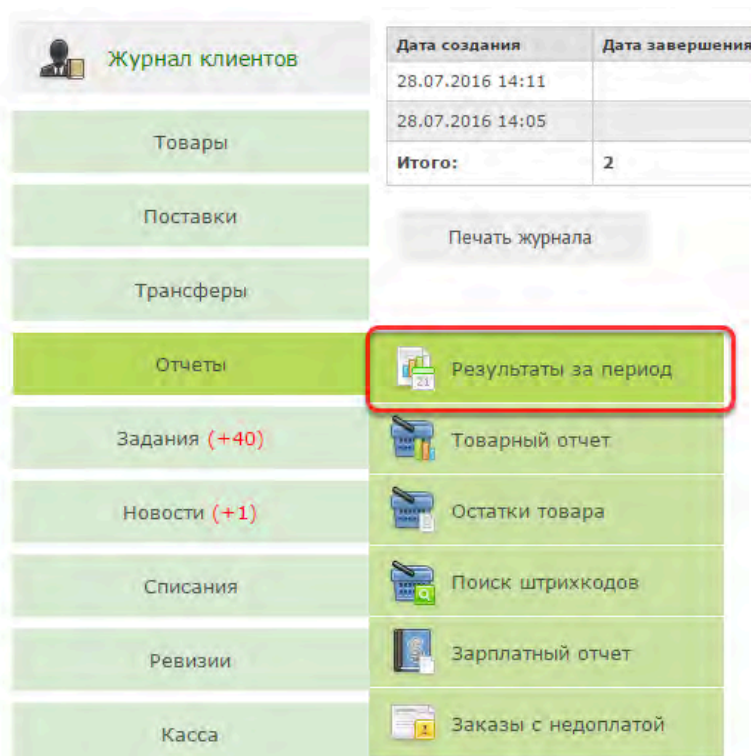 Журнал клиентов
Товары
Поставки
Трансферы
Отчеты
Задания (+40)
Новости (+1)
Списания
Ревизии
Касса
Дата создания Дата завершения
28.07.2016 14:11
28.07.2016 14:05
Итого: 2
Печать журнала
21
Результаты за период
Товарный отчет
Остатки товара
Поиск штрихкодов
Зарплатный отчет
Заказы с недоплатой